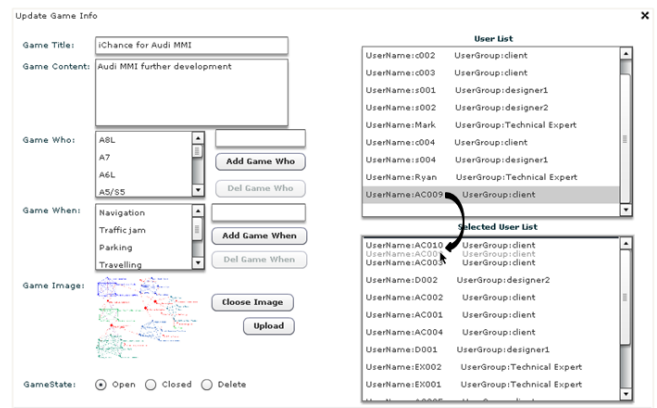 Update Game Info
Game Title:
iChance for Audi MMI
Game Content:
Audi MMI further development
Game Who:
A8L
A7
A6L
A5/S5
Add Game Who
Del Game Who
Game When:
Navigation
Traffic jam
Parking
Travelling
Add Game When
Del Game When
Game Image:
Cloose Image
Upload
GameState:
Open
Closed
Delete
User List
UserName:c002 UserGroup:client
UserName:c003 UserGroup:client
UserName:s001 UserGroup:designer1
UserName:s002 UserGroup:designer2
UserName:Mark UserGroup:Technical Expert
UserName:c004 UserGroup:client
UserName:s004 UserGroup:designer1
UserName:Ryan UserGroup:Technical Expert
UserName:AC009 UserGroup:client
Selected User List
UserName:AC010 UserGroup:client
UserGroup:client
UserName:AC003 UserGroup:client
UserName:D002 UserGroup:designer2
UserName:AC002 UserGroup:client
UserName:AC001 UserGroup:client
UserName:AC004 UserGroup:client
UserName:D001 UserGroup:designer1
UserName:EX002 UserGroup:Technical Expert
UserName:EX001 UserGroup:Technical Expert